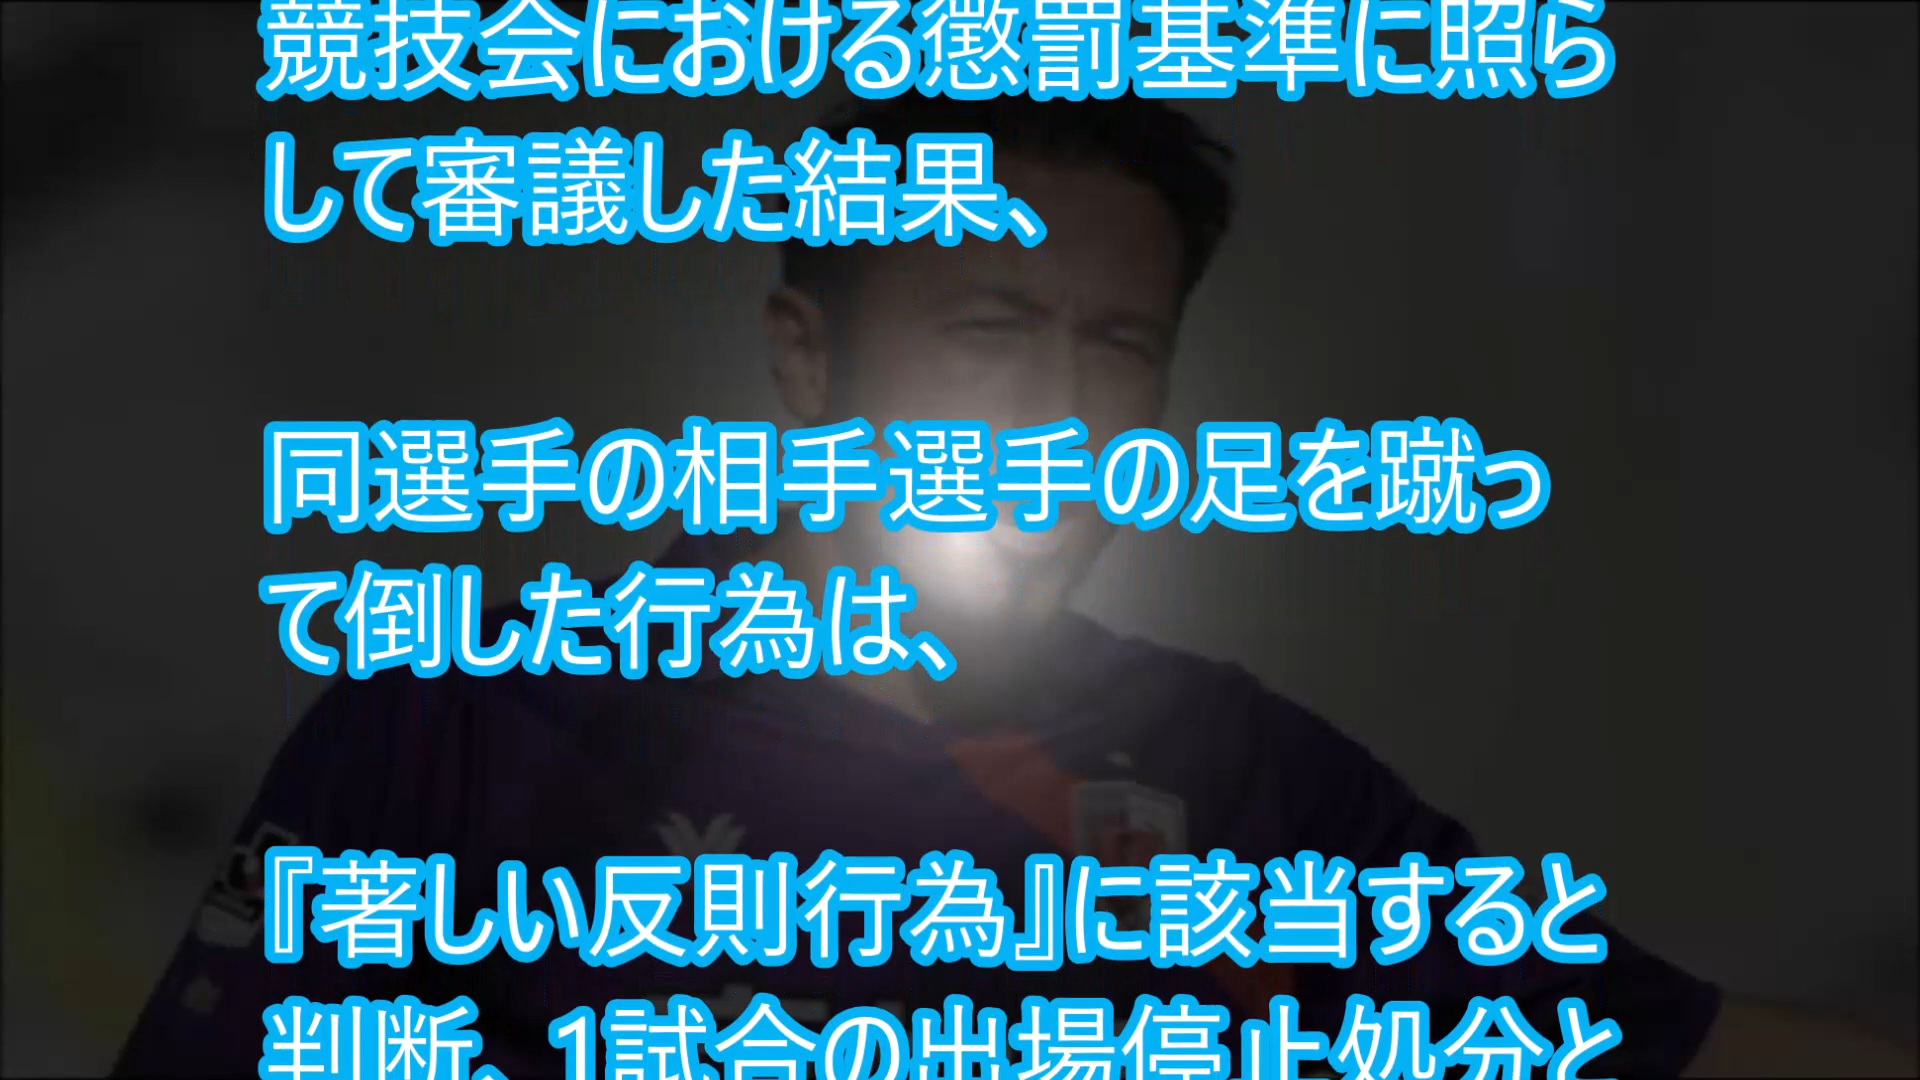 競技会における懲罰基準に照ら
して審議した結果、
同選手の相手選手の足を蹴っ
て倒した行為は、
『著しい反則行為』に該当すると
判断、1試合の出場停止処分と